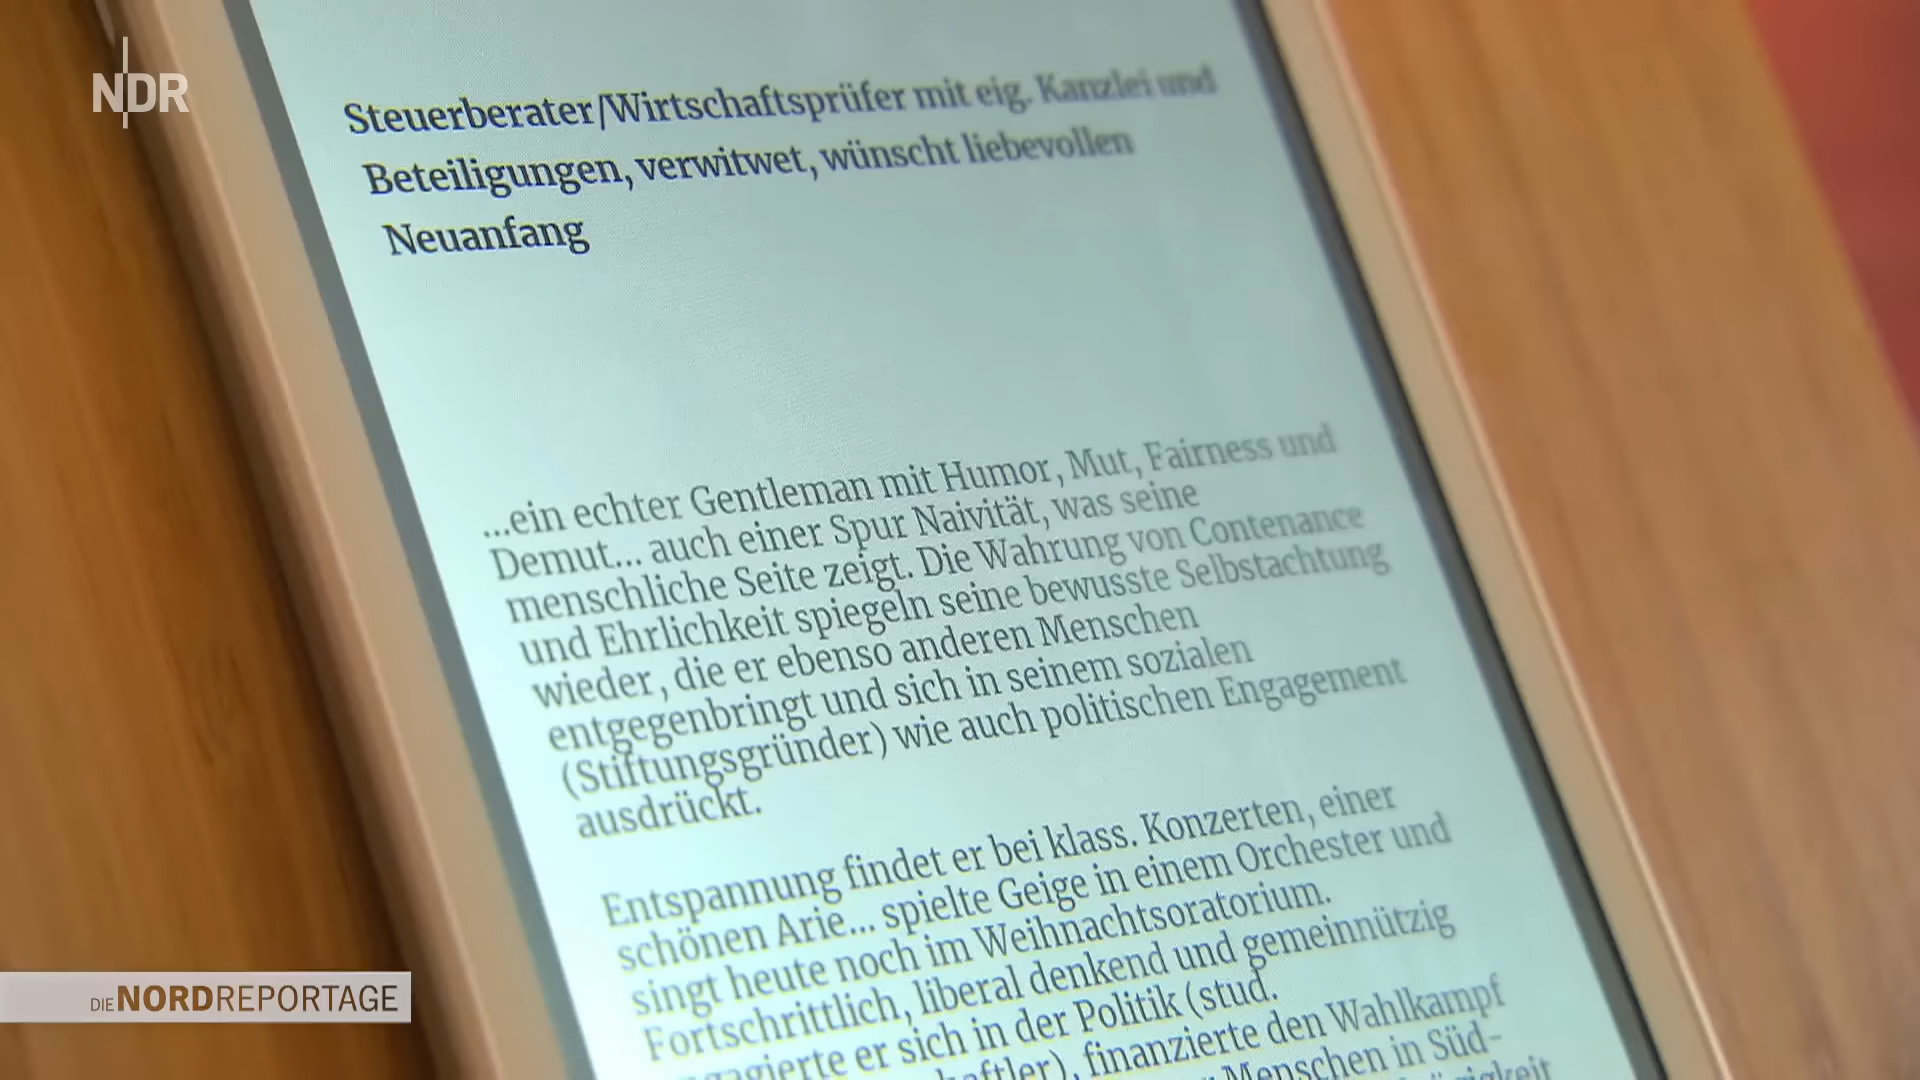 NDR
Steuerberater/Wirtschaftsprüfer mit eig. Kanzlei und
Beteiligungen, verwitwet, wünscht liebevollen
Neuanfang
...ein echter Gentleman mit Humor, Mut, Fairness und
Demut... auch einer Spur Naivität, was seine
menschliche Seite zeigt. Die Wahrung von Contenance
und Ehrlichkeit spiegeln seine bewusste Selbstachtung
wieder, die er ebenso anderen Menschen
entgegenbringt und sich in seinem sozialen
(Stiftungsgründer) wie auch politischen Engagement
ausdrückt.
Entspannung findet er bei klass. Konzerten, einer
schönen Arie... spielte Geige in einem Orchester und
singt heute noch im Weihnachtsoratorium.
Fortschrittlich, liberal denkend und gemeinnützig
er sich in der Politik (stud.
finanzierte den Wahlkampf
Menschen in Süd-
DIE NORDREPORTAGE